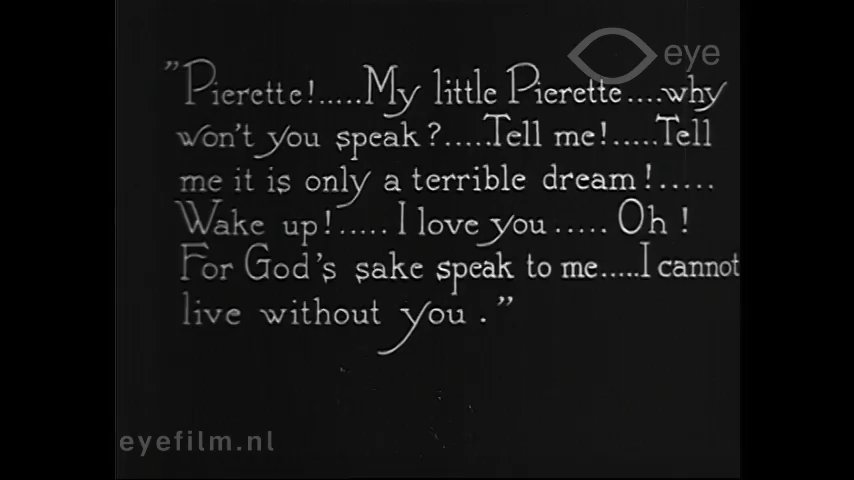 eye
"Pierette!.....My little Pierette....why
won't you speak?.....Tell me!.....Tell
me it is only a terrible dream!.....
Wake up!..... I love you ..... Oh !
For God's sake speak to me.....I cannot
live without you ."
eyefilm.nl